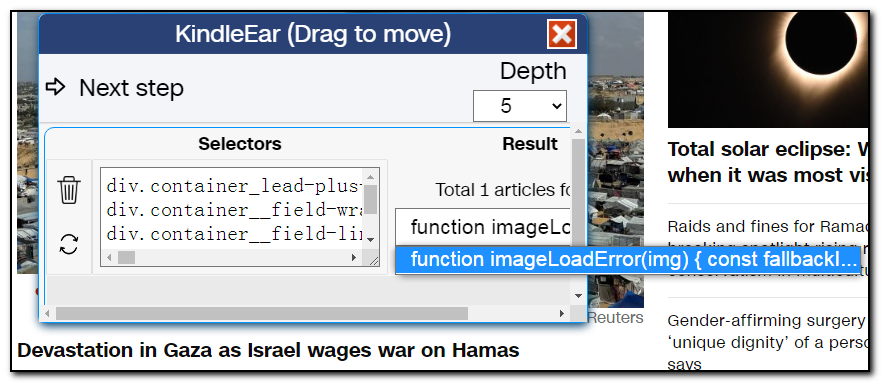 KindleEar (Drag to move)
Next step
Depth
5
Selectors
Result
div.container_lead-plus-
div.container__field-wra
div.container__field-lin
Total 1 articles fo
function imageLo
function imageLoadError(img) { const fallbackI...
Reuters
Devastation in Gaza as Israel wages war on Hamas
Total solar eclipse: W
when it was most vis
Raids and fines for Ramad
Gender-affirming surgery
‘unique dignity’ of a perso
says